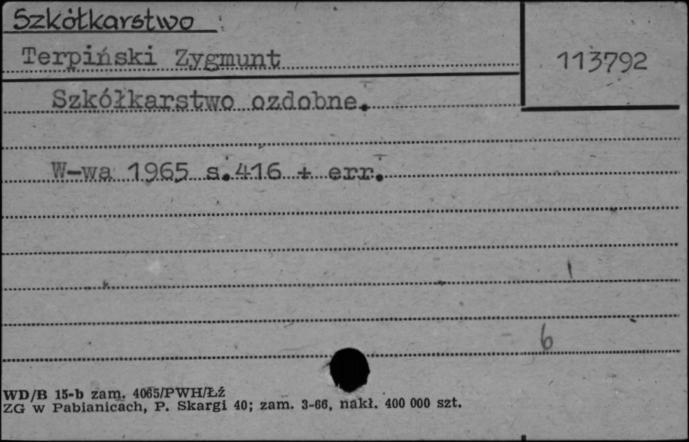 Szkółkarstwo
Terpiński Zygmunt
113792
Szkółkarstwo ozdobne.
W-wa 1965 s.416 + err.
6
WD/B 15-b zam. 4065/PWH/Łź
ZG w Pabianicach, P. Skargi 40; zam. 3-66, nakł. 400 000 szt.